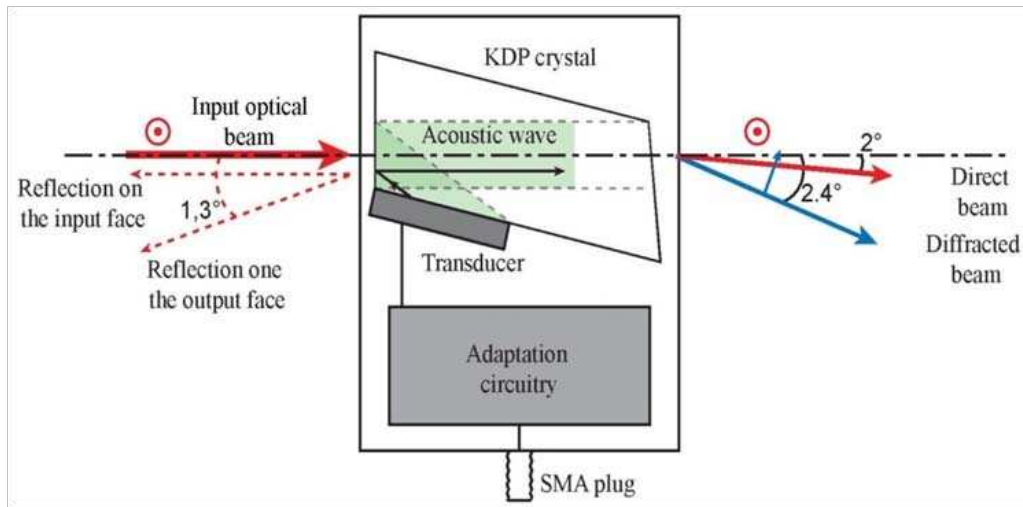 KDP crystal
Input optical
beam
Acoustic wave
Reflection on
the input face
1,3°
Reflection one
the output face
Transducer
2°
2.4°
Direct
beam
Diffracted
beam
Adaptation
circuitry
SMA plug